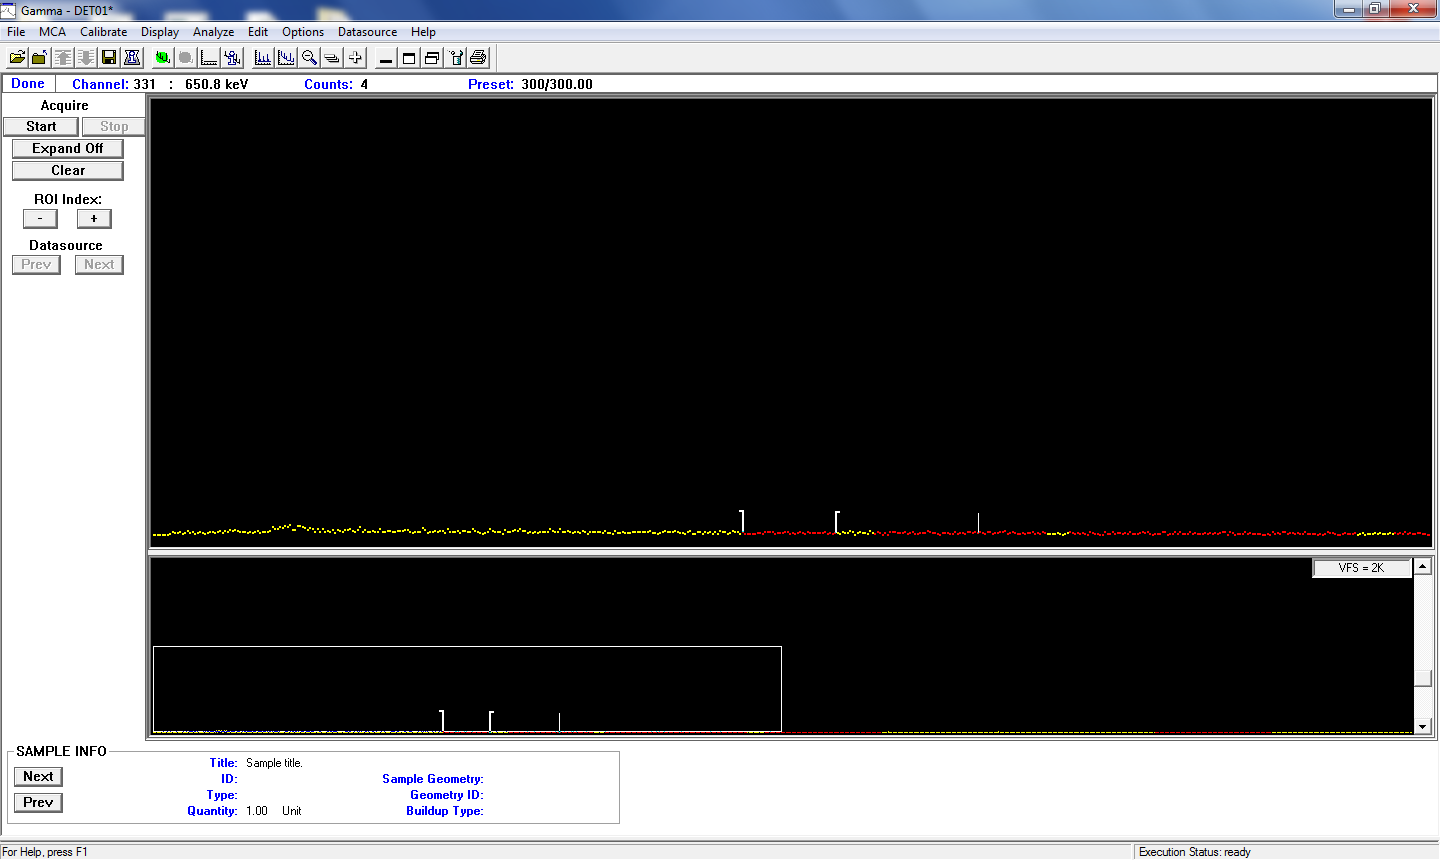 Gamma - DET01*
File MCA Calibrate Display Analyze Edit Options Datasource Help
Done Channel: 331 : 650.8 keV Counts: 4 Preset: 300/300.00
Acquire
Start Stop
Expand Off
Clear
ROI Index:
- +
Datasource
Prev Next
VFS = 2K
SAMPLE INFO
Next
Prev
Title: Sample title.
ID: Sample Geometry:
Type: Geometry ID:
Quantity: 1.00 Unit Buildup Type:
For Help, press F1 Execution Status: ready